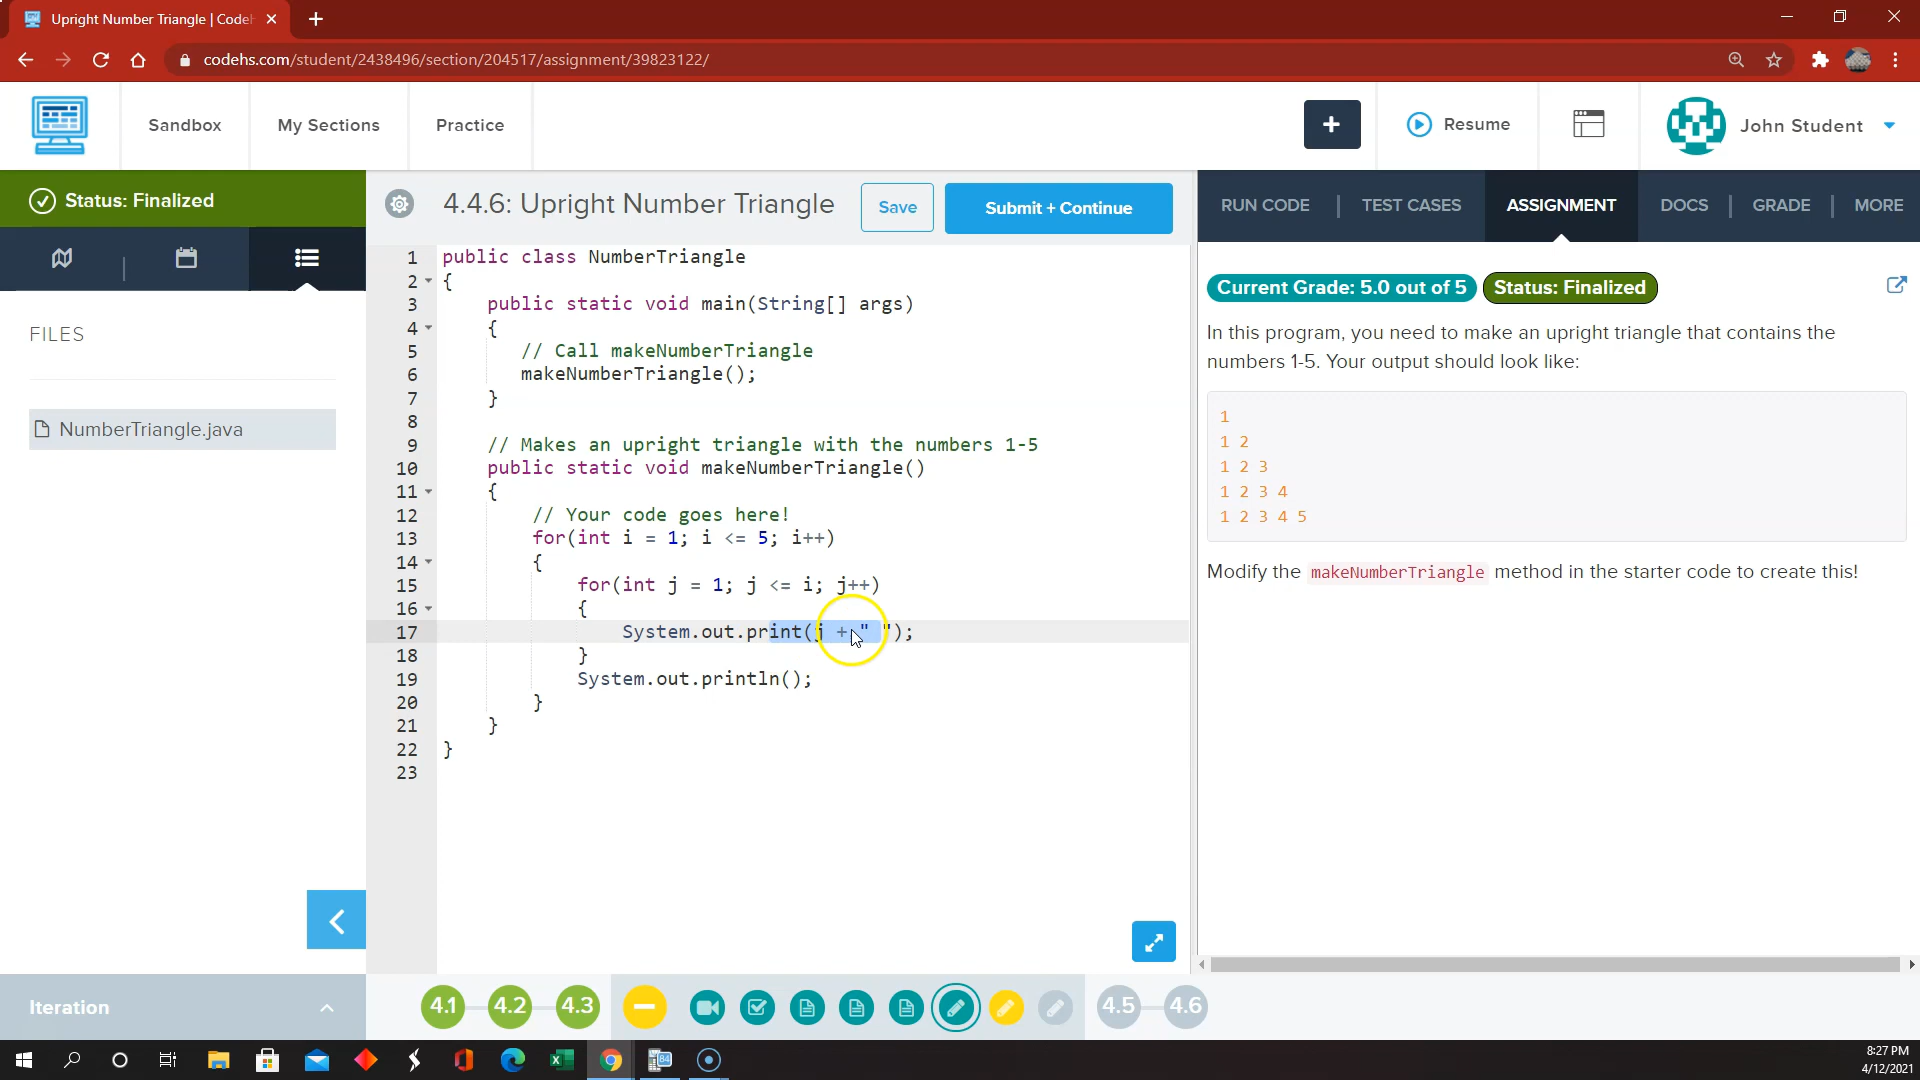 Upright Number Triangle | CodeH
codehs.com/student/2438496/section/204517/assignment/39823122/
Sandbox
My Sections
Practice
+
Resume
John Student
Status: Finalized
4.4.6: Upright Number Triangle
Save
Submit + Continue
RUN CODE
TEST CASES
ASSIGNMENT
DOCS
GRADE
MORE
FILES
NumberTriangle.java
1 public class NumberTriangle
2 {
3 public static void main(String[] args)
4 {
5 // Call makeNumberTriangle
6 makeNumberTriangle();
7 }
8
9 // Makes an upright triangle with the numbers 1-5
10 public static void makeNumberTriangle()
11 {
12 // Your code goes here!
13 for(int i = 1; i <= 5; i++)
14 {
15 for(int j = 1; j <= i; j++)
16 {
17 System.out.print(j + " ");
18 }
19 System.out.println();
20 }
21 }
22 }
23
Current Grade: 5.0 out of 5
Status: Finalized
In this program, you need to make an upright triangle that contains the
numbers 1-5. Your output should look like:
1
1 2
1 2 3
1 2 3 4
1 2 3 4 5
Modify the makeNumberTriangle method in the starter code to create this!
Iteration
4.1
4.2
4.3
4.5
4.6
84
8:27 PM
4/12/2021